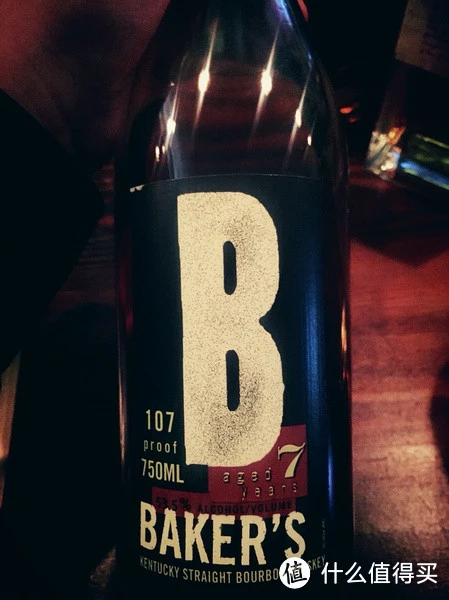 B
107
proof
750ML
aged 7
years
53.5% ALCOHOL/VOLUME
BAKER'S
KENTUCKY STRAIGHT BOURBON
值 什么值得买